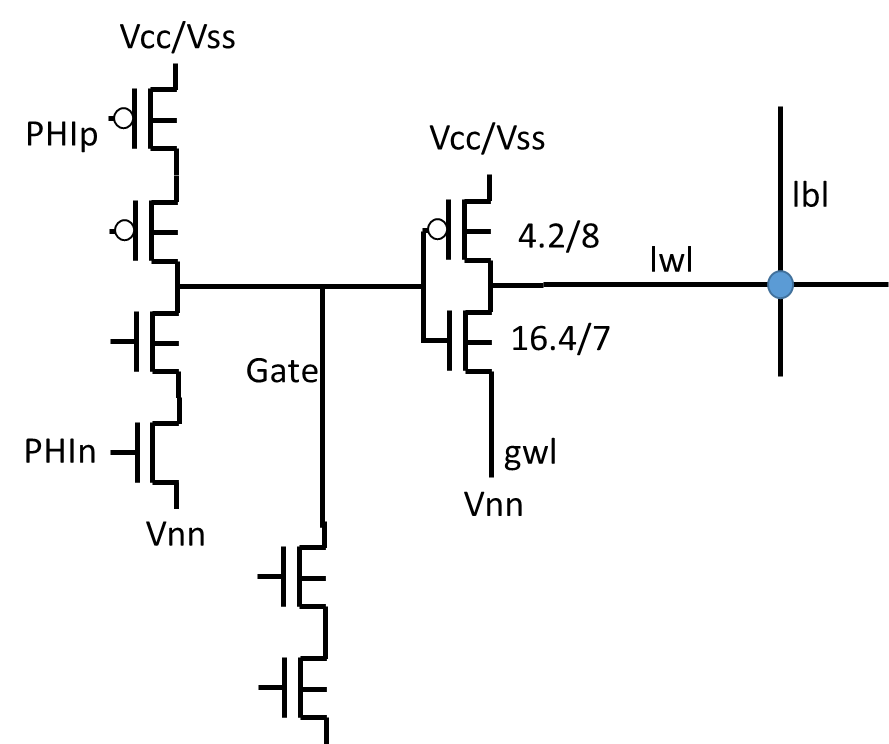 Vcc/Vss
PHIp
Vcc/Vss
lbl
4.2/8
lwl
16.4/7
Gate
PHIn
gwl
Vnn
Vnn